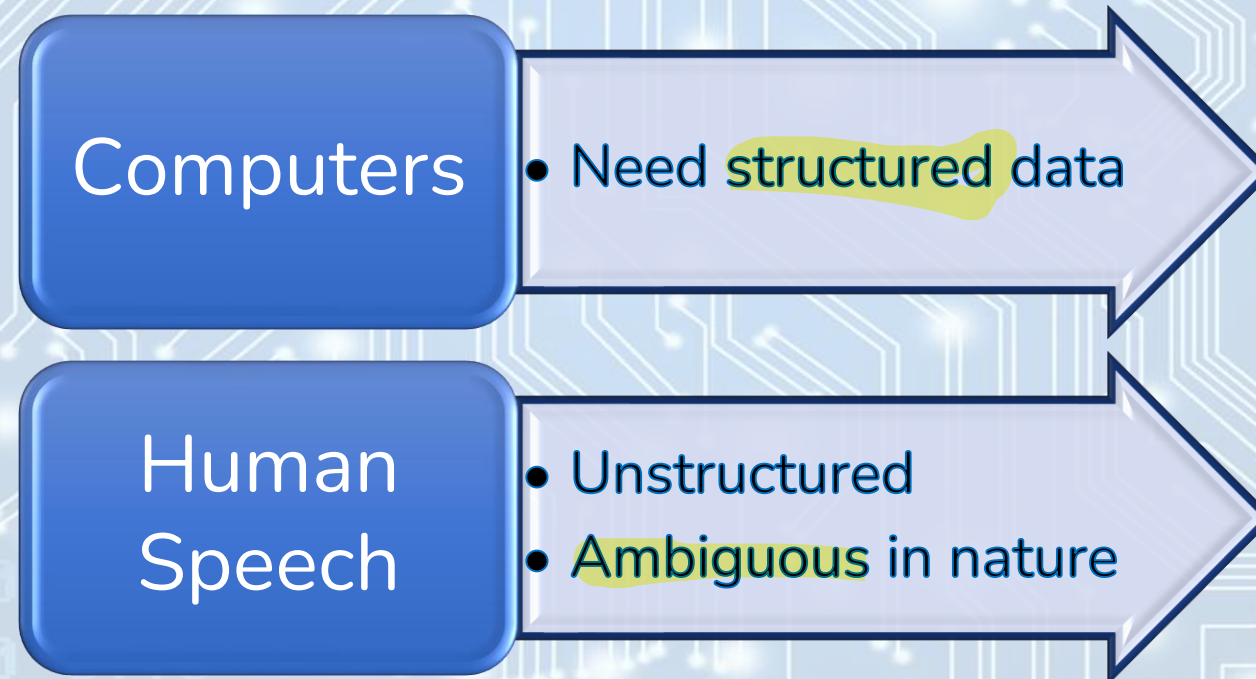 Computers
• Need structured data
Human
Speech
• Unstructured
• Ambiguous in nature